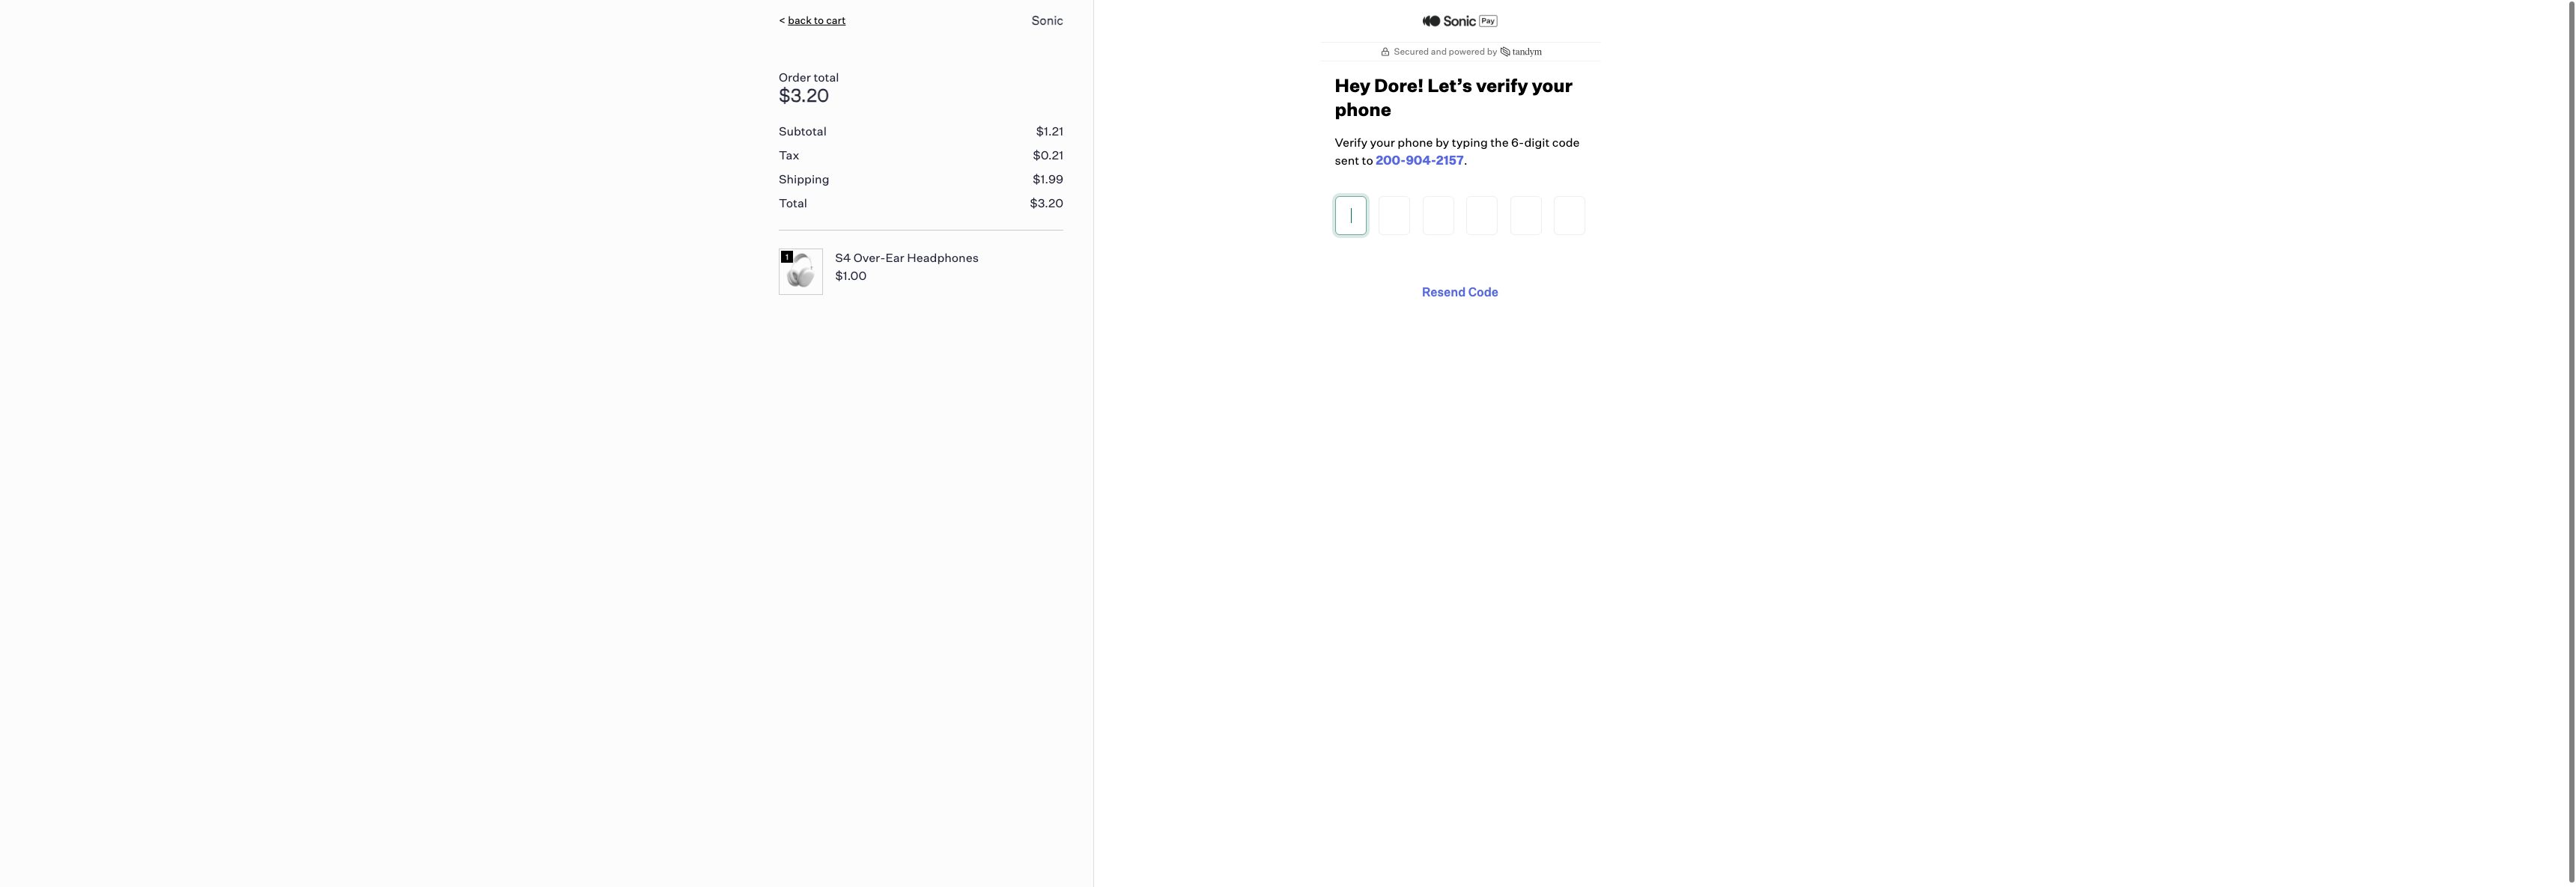 < back to cart
Sonic
Order total
$3.20
Subtotal $1.21
Tax $0.21
Shipping $1.99
Total $3.20
1
S4 Over-Ear Headphones
$1.00
Sonic Pay
Secured and powered by tandym
Hey Dore! Let’s verify your
phone
Verify your phone by typing the 6-digit code
sent to 200-904-2157.
Resend Code